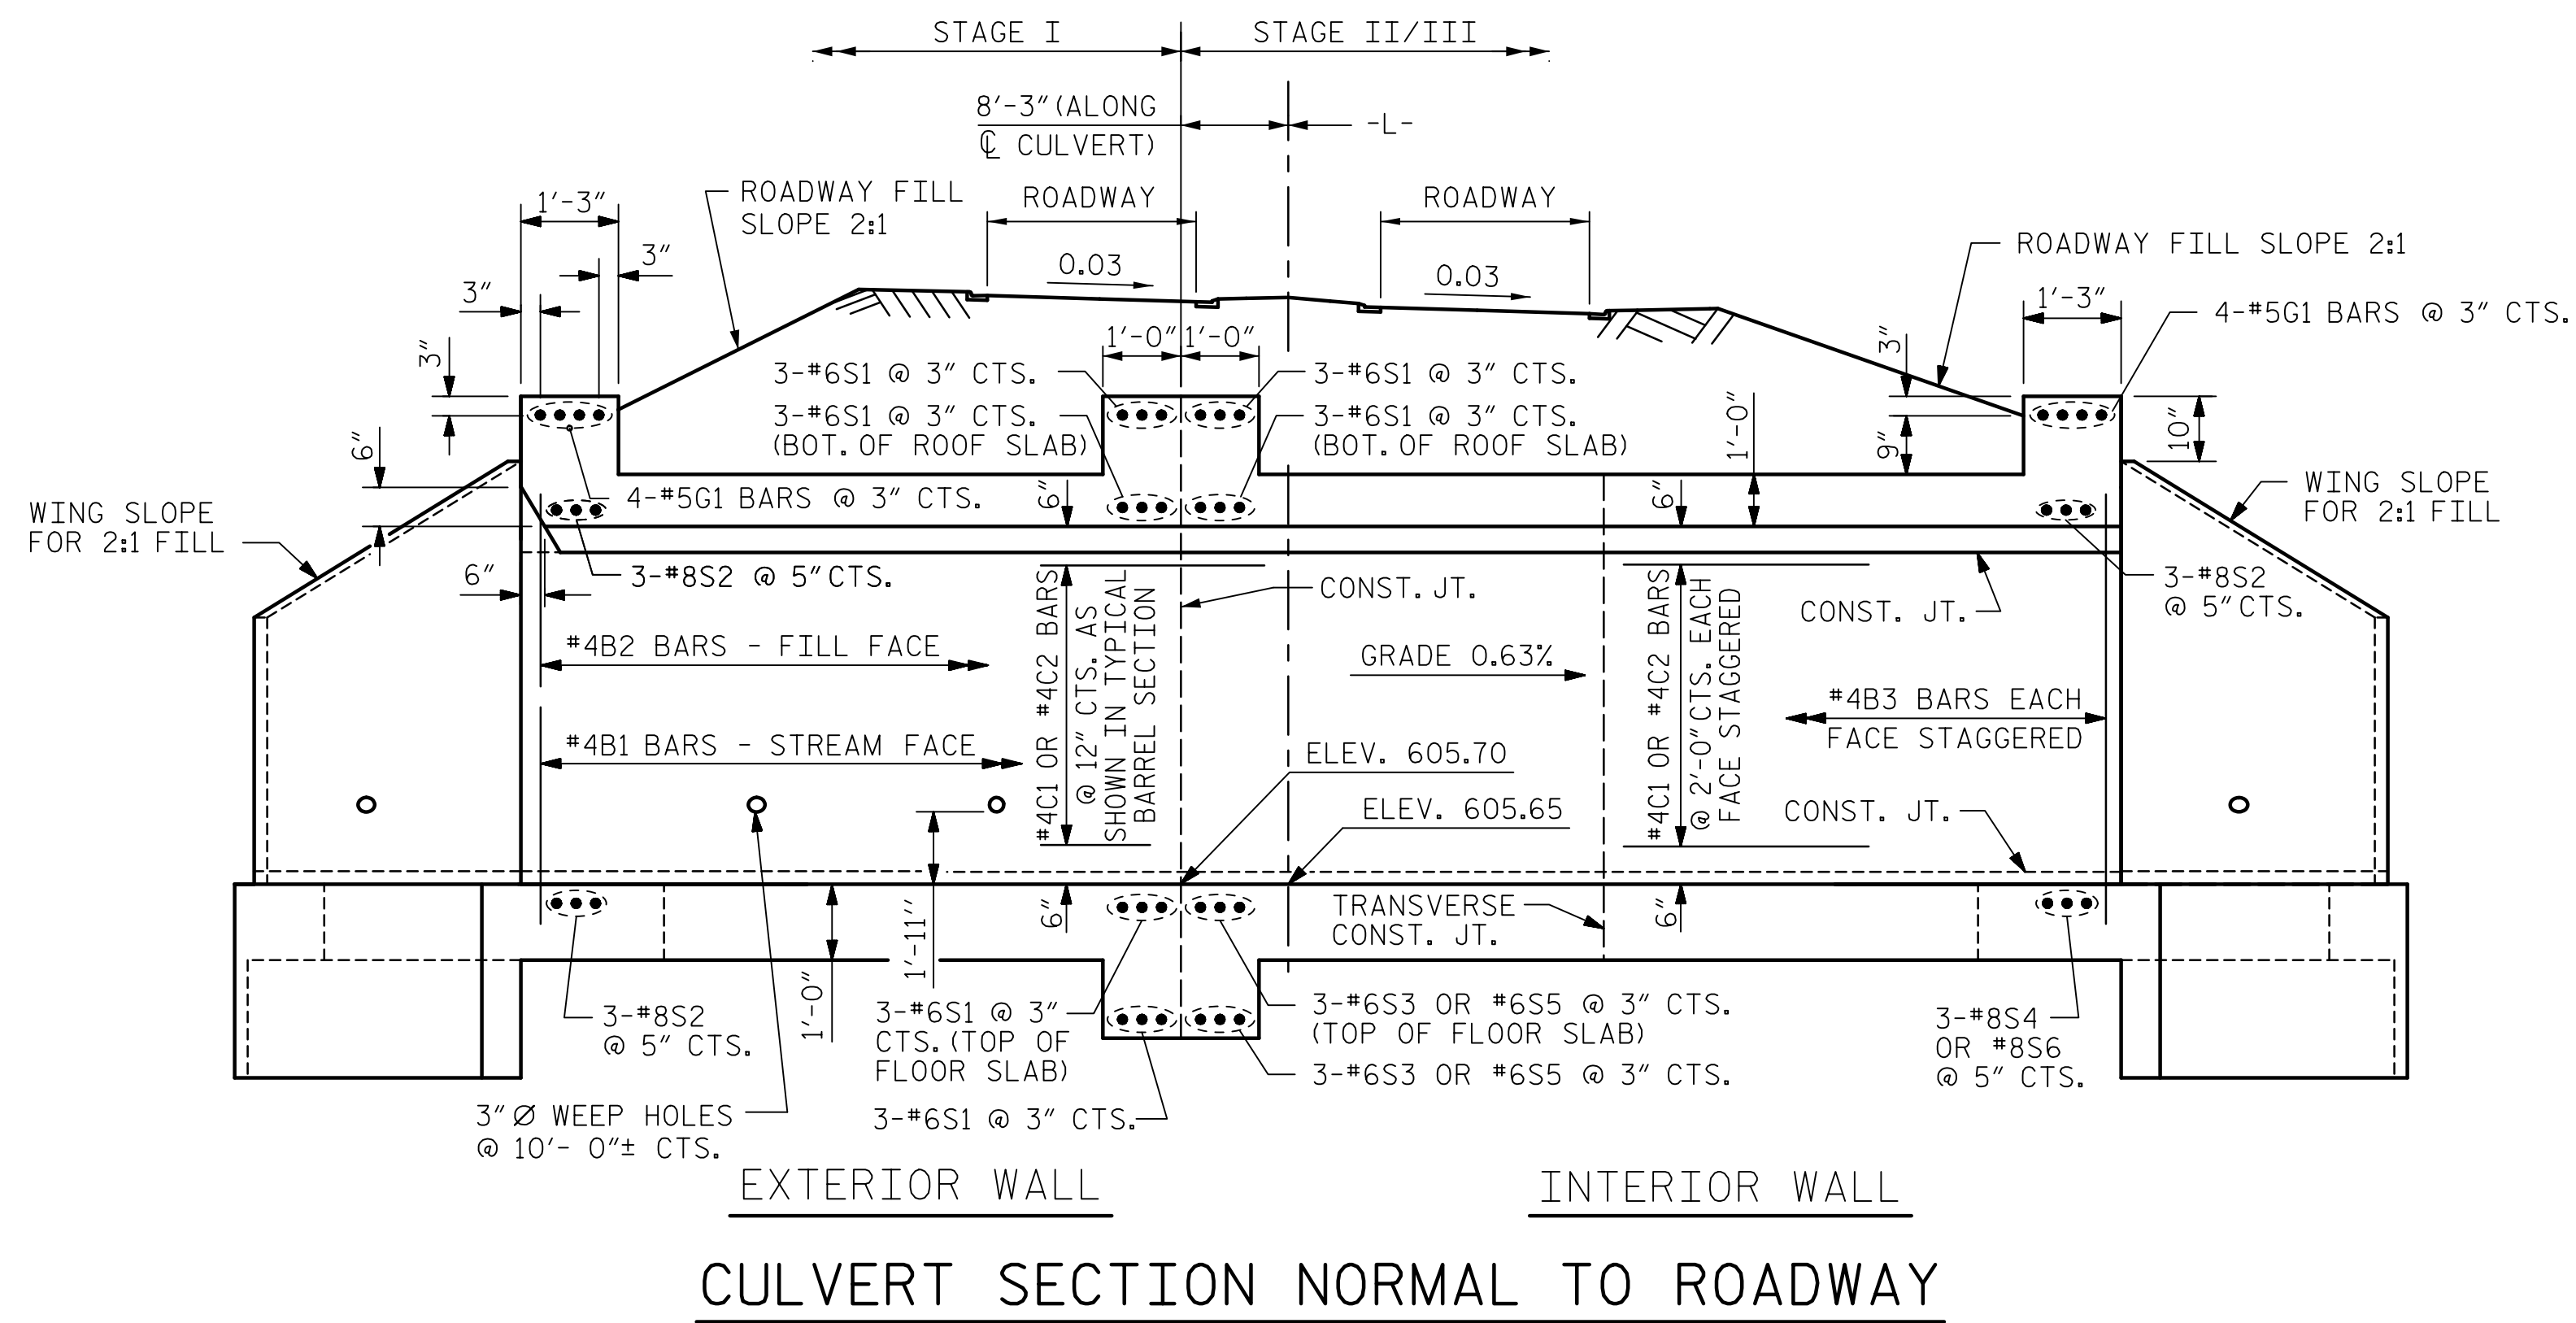 STAGE I
STAGE II/III
8'-3" (ALONG
℄ CULVERT)
-L-
ROADWAY FILL
SLOPE 2:1
ROADWAY
ROADWAY
1'-3"
3"
3"
3"
0.03
0.03
ROADWAY FILL SLOPE 2:1
1'-3"
4-#5G1 BARS @ 3" CTS.
3"
9"
10"
1'-0"
1'-0"
1'-0"
3-#6S1 @ 3" CTS.
3-#6S1 @ 3" CTS.
3-#6S1 @ 3" CTS.
(BOT. OF ROOF SLAB)
3-#6S1 @ 3" CTS.
(BOT. OF ROOF SLAB)
6"
4-#5G1 BARS @ 3" CTS.
6"
6"
WING SLOPE
FOR 2:1 FILL
WING SLOPE
FOR 2:1 FILL
6"
3-#8S2 @ 5" CTS.
3-#8S2
@ 5" CTS.
CONST. JT.
CONST. JT.
#4B2 BARS - FILL FACE
#4C1 OR #4C2 BARS
@ 12" CTS. AS
SHOWN IN TYPICAL
BARREL SECTION
GRADE 0.63%
#4C1 OR #4C2 BARS
@ 2'-0" CTS. EACH
FACE STAGGERED
#4B3 BARS EACH
FACE STAGGERED
#4B1 BARS - STREAM FACE
ELEV. 605.70
ELEV. 605.65
CONST. JT.
1'-11"
6"
6"
TRANSVERSE
CONST. JT.
1'-0"
3-#8S2
@ 5" CTS.
3-#6S1 @ 3"
CTS. (TOP OF
FLOOR SLAB)
3-#6S3 OR #6S5 @ 3" CTS.
(TOP OF FLOOR SLAB)
3-#6S3 OR #6S5 @ 3" CTS.
3-#8S4
OR #8S6
@ 5" CTS.
3-#6S1 @ 3" CTS.
3"Ø WEEP HOLES
@ 10'- 0"± CTS.
EXTERIOR WALL
INTERIOR WALL
CULVERT SECTION NORMAL TO ROADWAY